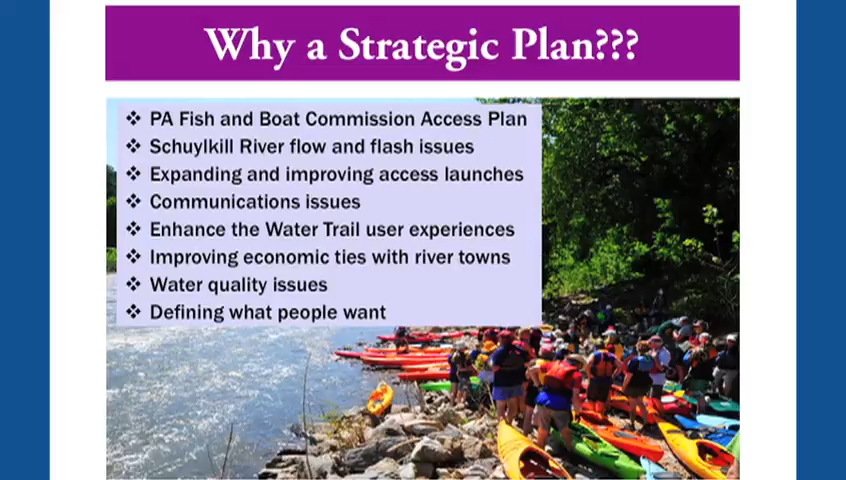 Why a Strategic Plan???
❖ PA Fish and Boat Commission Access Plan
❖ Schuylkill River flow and flash issues
❖ Expanding and improving access launches
❖ Communications issues
❖ Enhance the Water Trail user experiences
❖ Improving economic ties with river towns
❖ Water quality issues
❖ Defining what people want